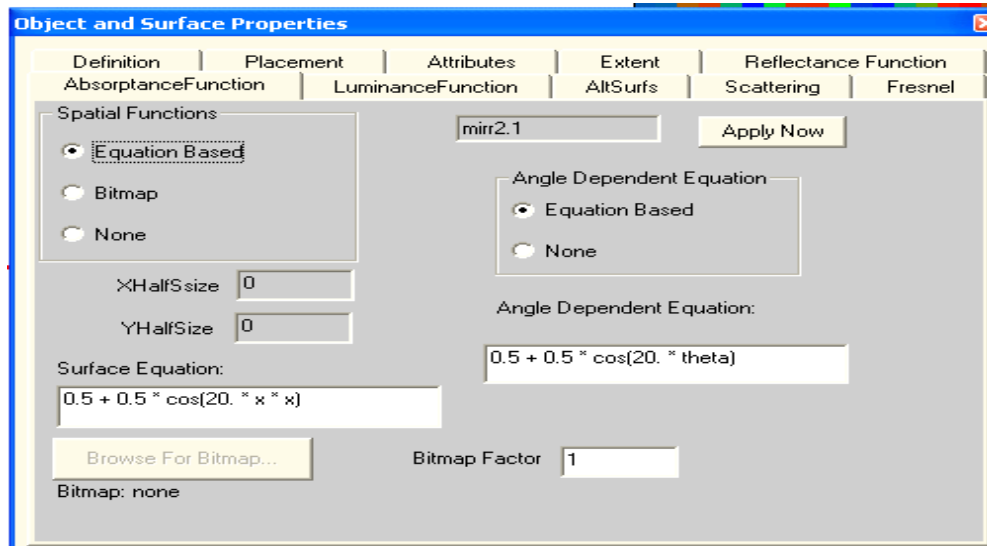 Object and Surface Properties
Definition Placement Attributes Extent Reflectance Function
AbsorptanceFunction LuminanceFunction AltSurfs Scattering Fresnel
Spatial Functions
Equation Based
Bitmap
None
mirr2.1
Apply Now
Angle Dependent Equation
Equation Based
None
XHalfSsize 0
YHalfSize 0
Angle Dependent Equation:
0.5 + 0.5 * cos(20. * theta)
Surface Equation:
0.5 + 0.5 * cos(20. * x * x)
Browse For Bitmap...
Bitmap Factor 1
Bitmap: none